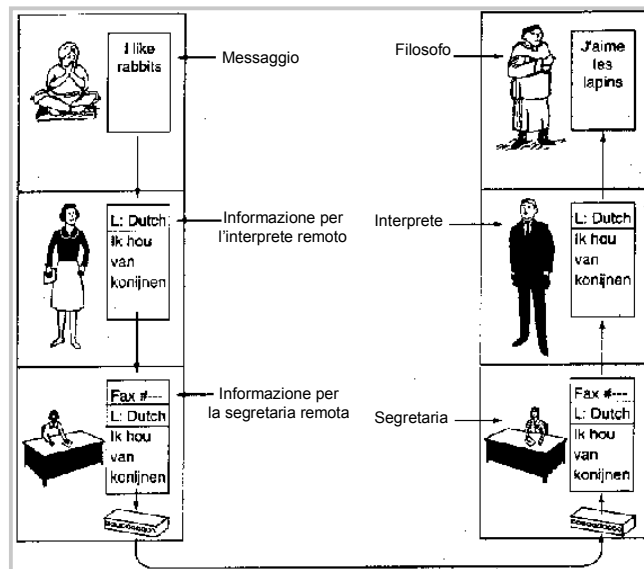 I like
rabbits
Messaggio
Filosofo
J'aime
les
lapins
L: Dutch
Ik hou
van
konijnen
Informazione per
l'interprete remoto
Interprete
L: Dutch
Ik hou
van
konijnen
Fax #---
L: Dutch
Ik hou
van
konijnen
Informazione per
la segretaria remota
Segretaria
Fax #---
L: Dutch
Ik hou
van
konijnen